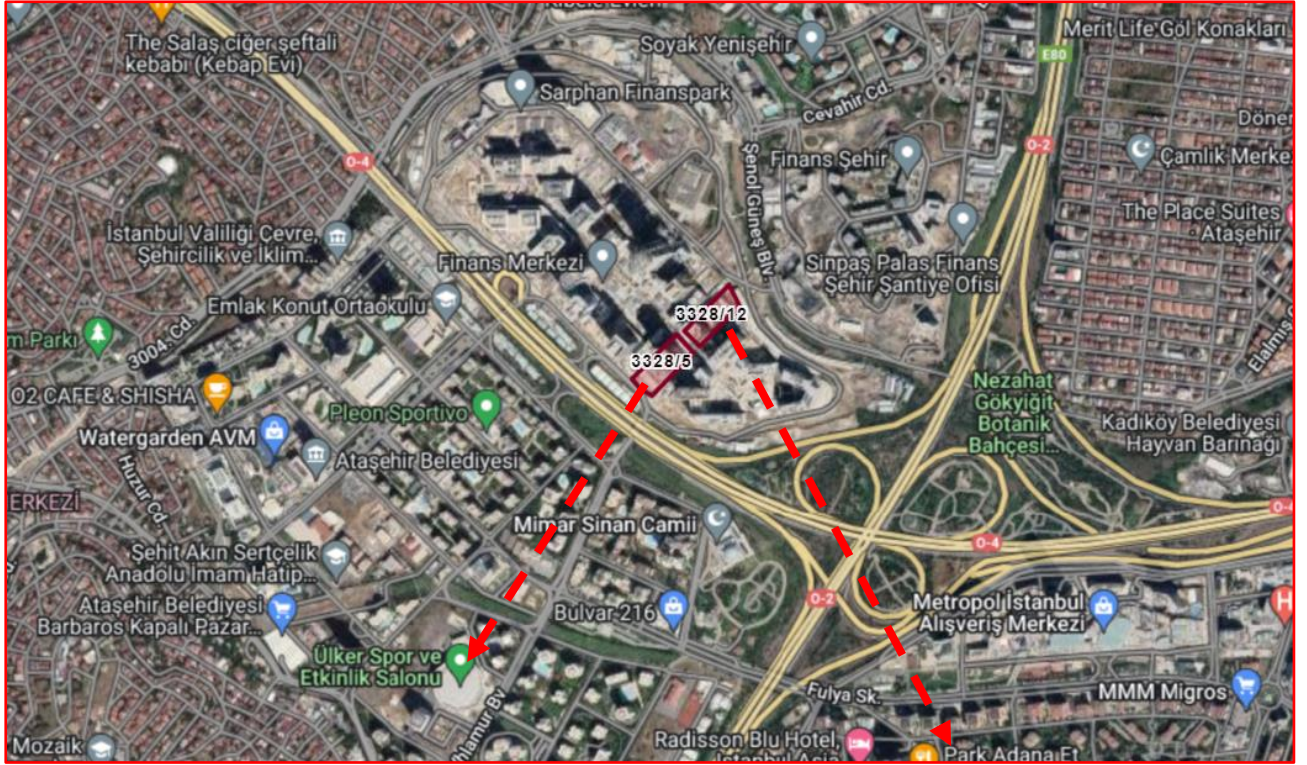 Kibele Evleri
The Salaş ciğer şeftali
kebabı (Kebap Evi)
Soyak Yenişehir
Merit Life Göl Konakları
E80
Sarphan Finanspark
Cevahir Cd.
Döner
O-4
O-2
Şenol Güneş Blv.
Finans Şehir
Çamlık Merke
The Place Suites
- Ataşehir
İstanbul Valiliği Çevre,
Şehircilik ve İklim...
Finans Merkezi
Sinpaş Palas Finans
Şehir Şantiye Ofisi
Emlak Konut Ortaokulu
3328/12
m Parkı
3004. Cd.
3328/5
Elalmış
O2 CAFE & SHISHA
Pleon Sportivo
Nezahat
Gökyiğit
Botanik
Bahçesi...
Kadıköy Belediyesi
Hayvan Barınağı
Watergarden AVM
Ataşehir Belediyesi
Huzur Cd.
ERKEZİ
O-4
Mimar Sinan Camii
O-4
Şehit Akın Sertçelik
Anadolu İmam Hatip...
O-2
Ataşehir Belediyesi
Barbaros Kapalı Pazar...
Bulvar 216
Metropol İstanbul
Alışveriş Merkezi
H
Ülker Spor ve
Etkinlik Salonu
Fulya Sk.
MMM Migros
Ihlamur Bv
Mozaik
Radisson Blu Hotel,
Istanbul Asia
Park Adana Et